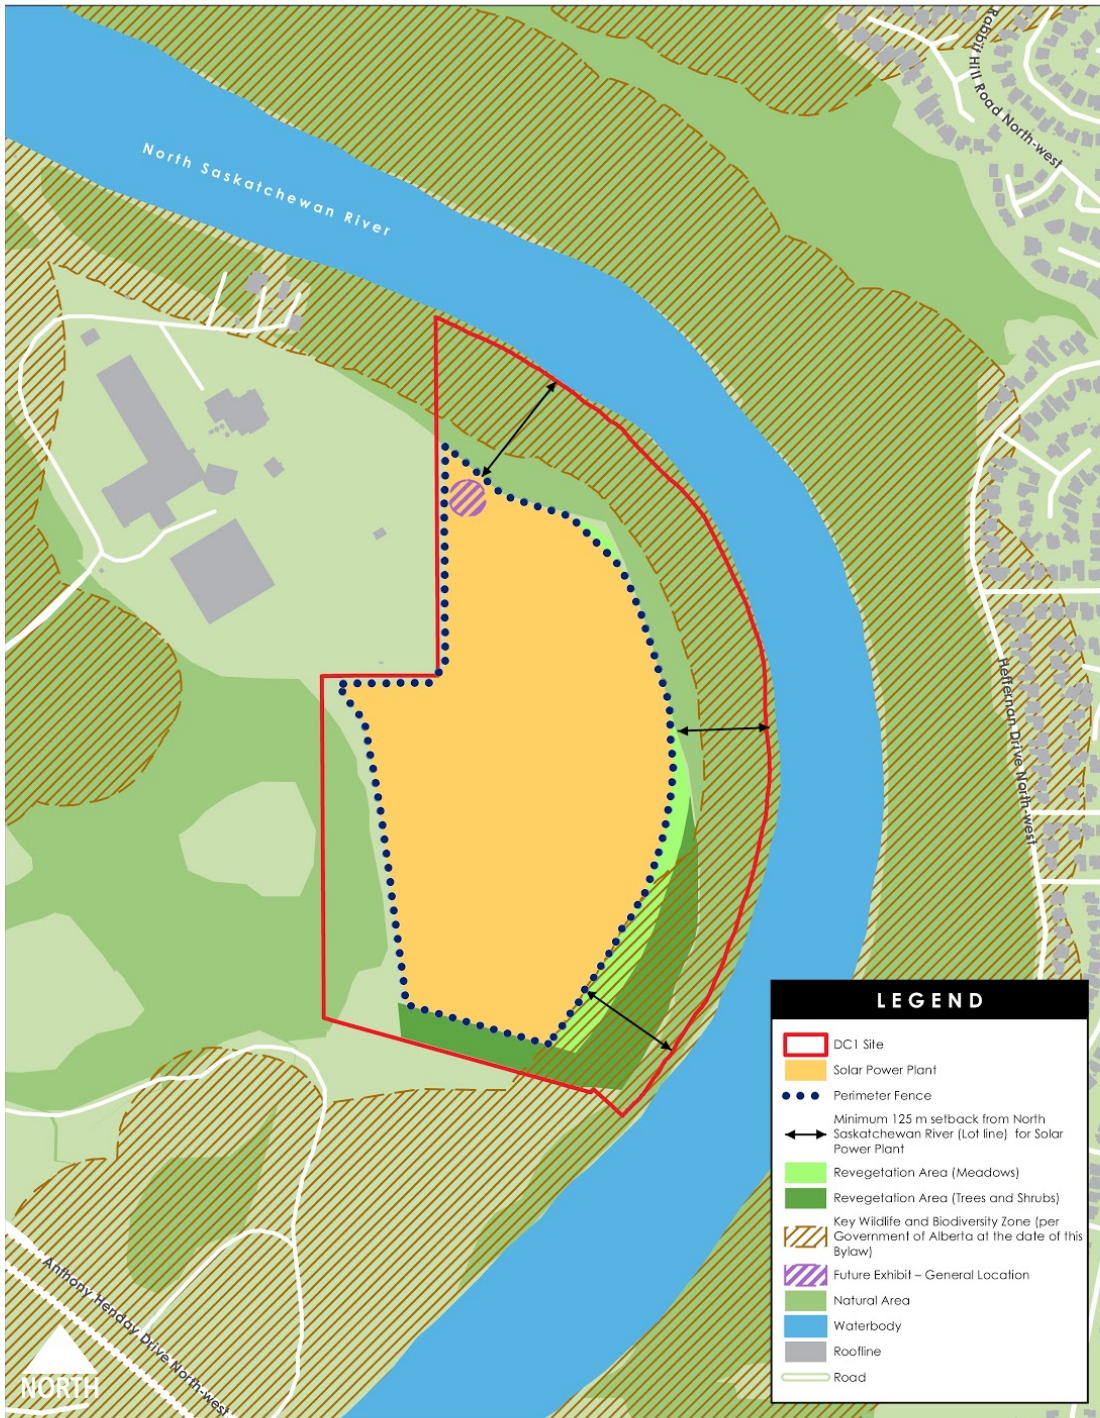 Rabbit Hill Road North-west
North Saskatchewan River
Heffernan Drive North-west
LEGEND
DC1 Site
Solar Power Plant
Perimeter Fence
Minimum 125 m setback from North
Saskatchewan River (Lot line) for Solar
Power Plant
Revegetation Area (Meadows)
Revegetation Area (Trees and Shrubs)
Key Wildlife and Biodiversity Zone (per
Government of Alberta at the date of this
Bylaw)
Future Exhibit – General Location
Natural Area
Waterbody
Roofline
Road
Anthony Henday Drive North-west
NORTH